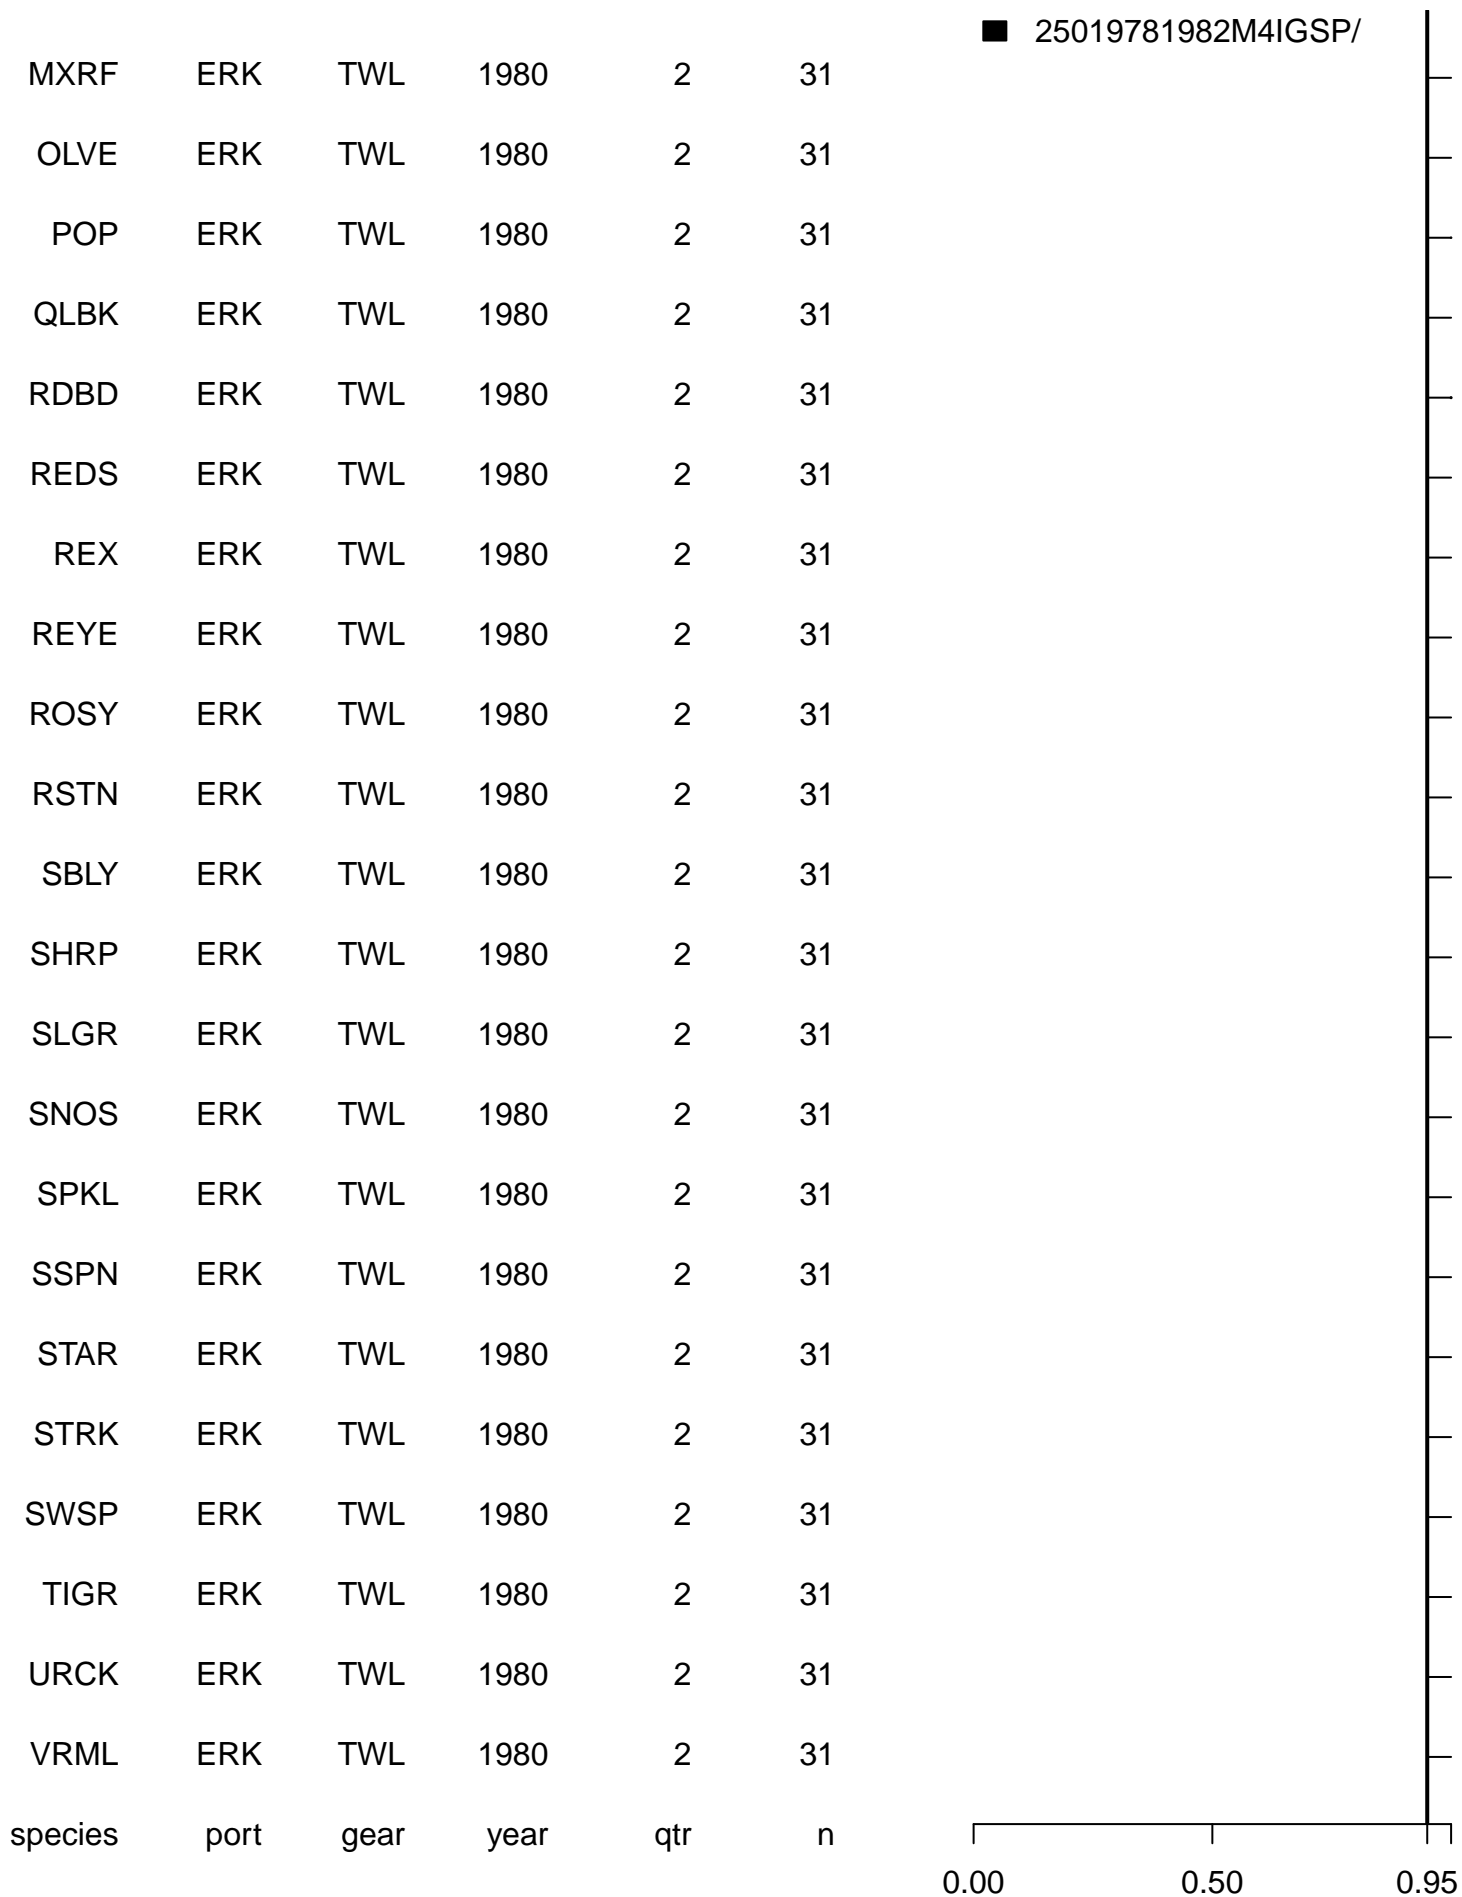 25019781982M4IGSP/
MXRF ERK TWL 1980 2 31
OLVE ERK TWL 1980 2 31
POP ERK TWL 1980 2 31
QLBK ERK TWL 1980 2 31
RDBD ERK TWL 1980 2 31
REDS ERK TWL 1980 2 31
REX ERK TWL 1980 2 31
REYE ERK TWL 1980 2 31
ROSY ERK TWL 1980 2 31
RSTN ERK TWL 1980 2 31
SBLY ERK TWL 1980 2 31
SHRP ERK TWL 1980 2 31
SLGR ERK TWL 1980 2 31
SNOS ERK TWL 1980 2 31
SPKL ERK TWL 1980 2 31
SSPN ERK TWL 1980 2 31
STAR ERK TWL 1980 2 31
STRK ERK TWL 1980 2 31
SWSP ERK TWL 1980 2 31
TIGR ERK TWL 1980 2 31
URCK ERK TWL 1980 2 31
VRML ERK TWL 1980 2 31
species port gear year qtr n
0.00 0.50 0.95